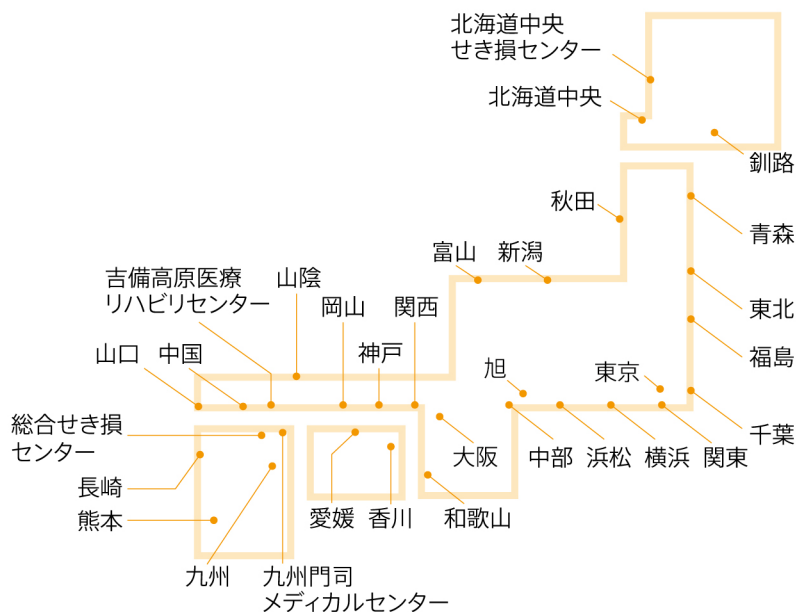 北海道中央
せき損センター
北海道中央
釧路
秋田
青森
富山
新潟
吉備高原医療
リハビリセンター
山陰
東北
岡山
関西
福島
山口
中国
神戸
旭
東京
総合せき損
センター
大阪
中部
浜松
横浜
関東
千葉
長崎
熊本
愛媛
香川
和歌山
九州
九州門司
メディカルセンター